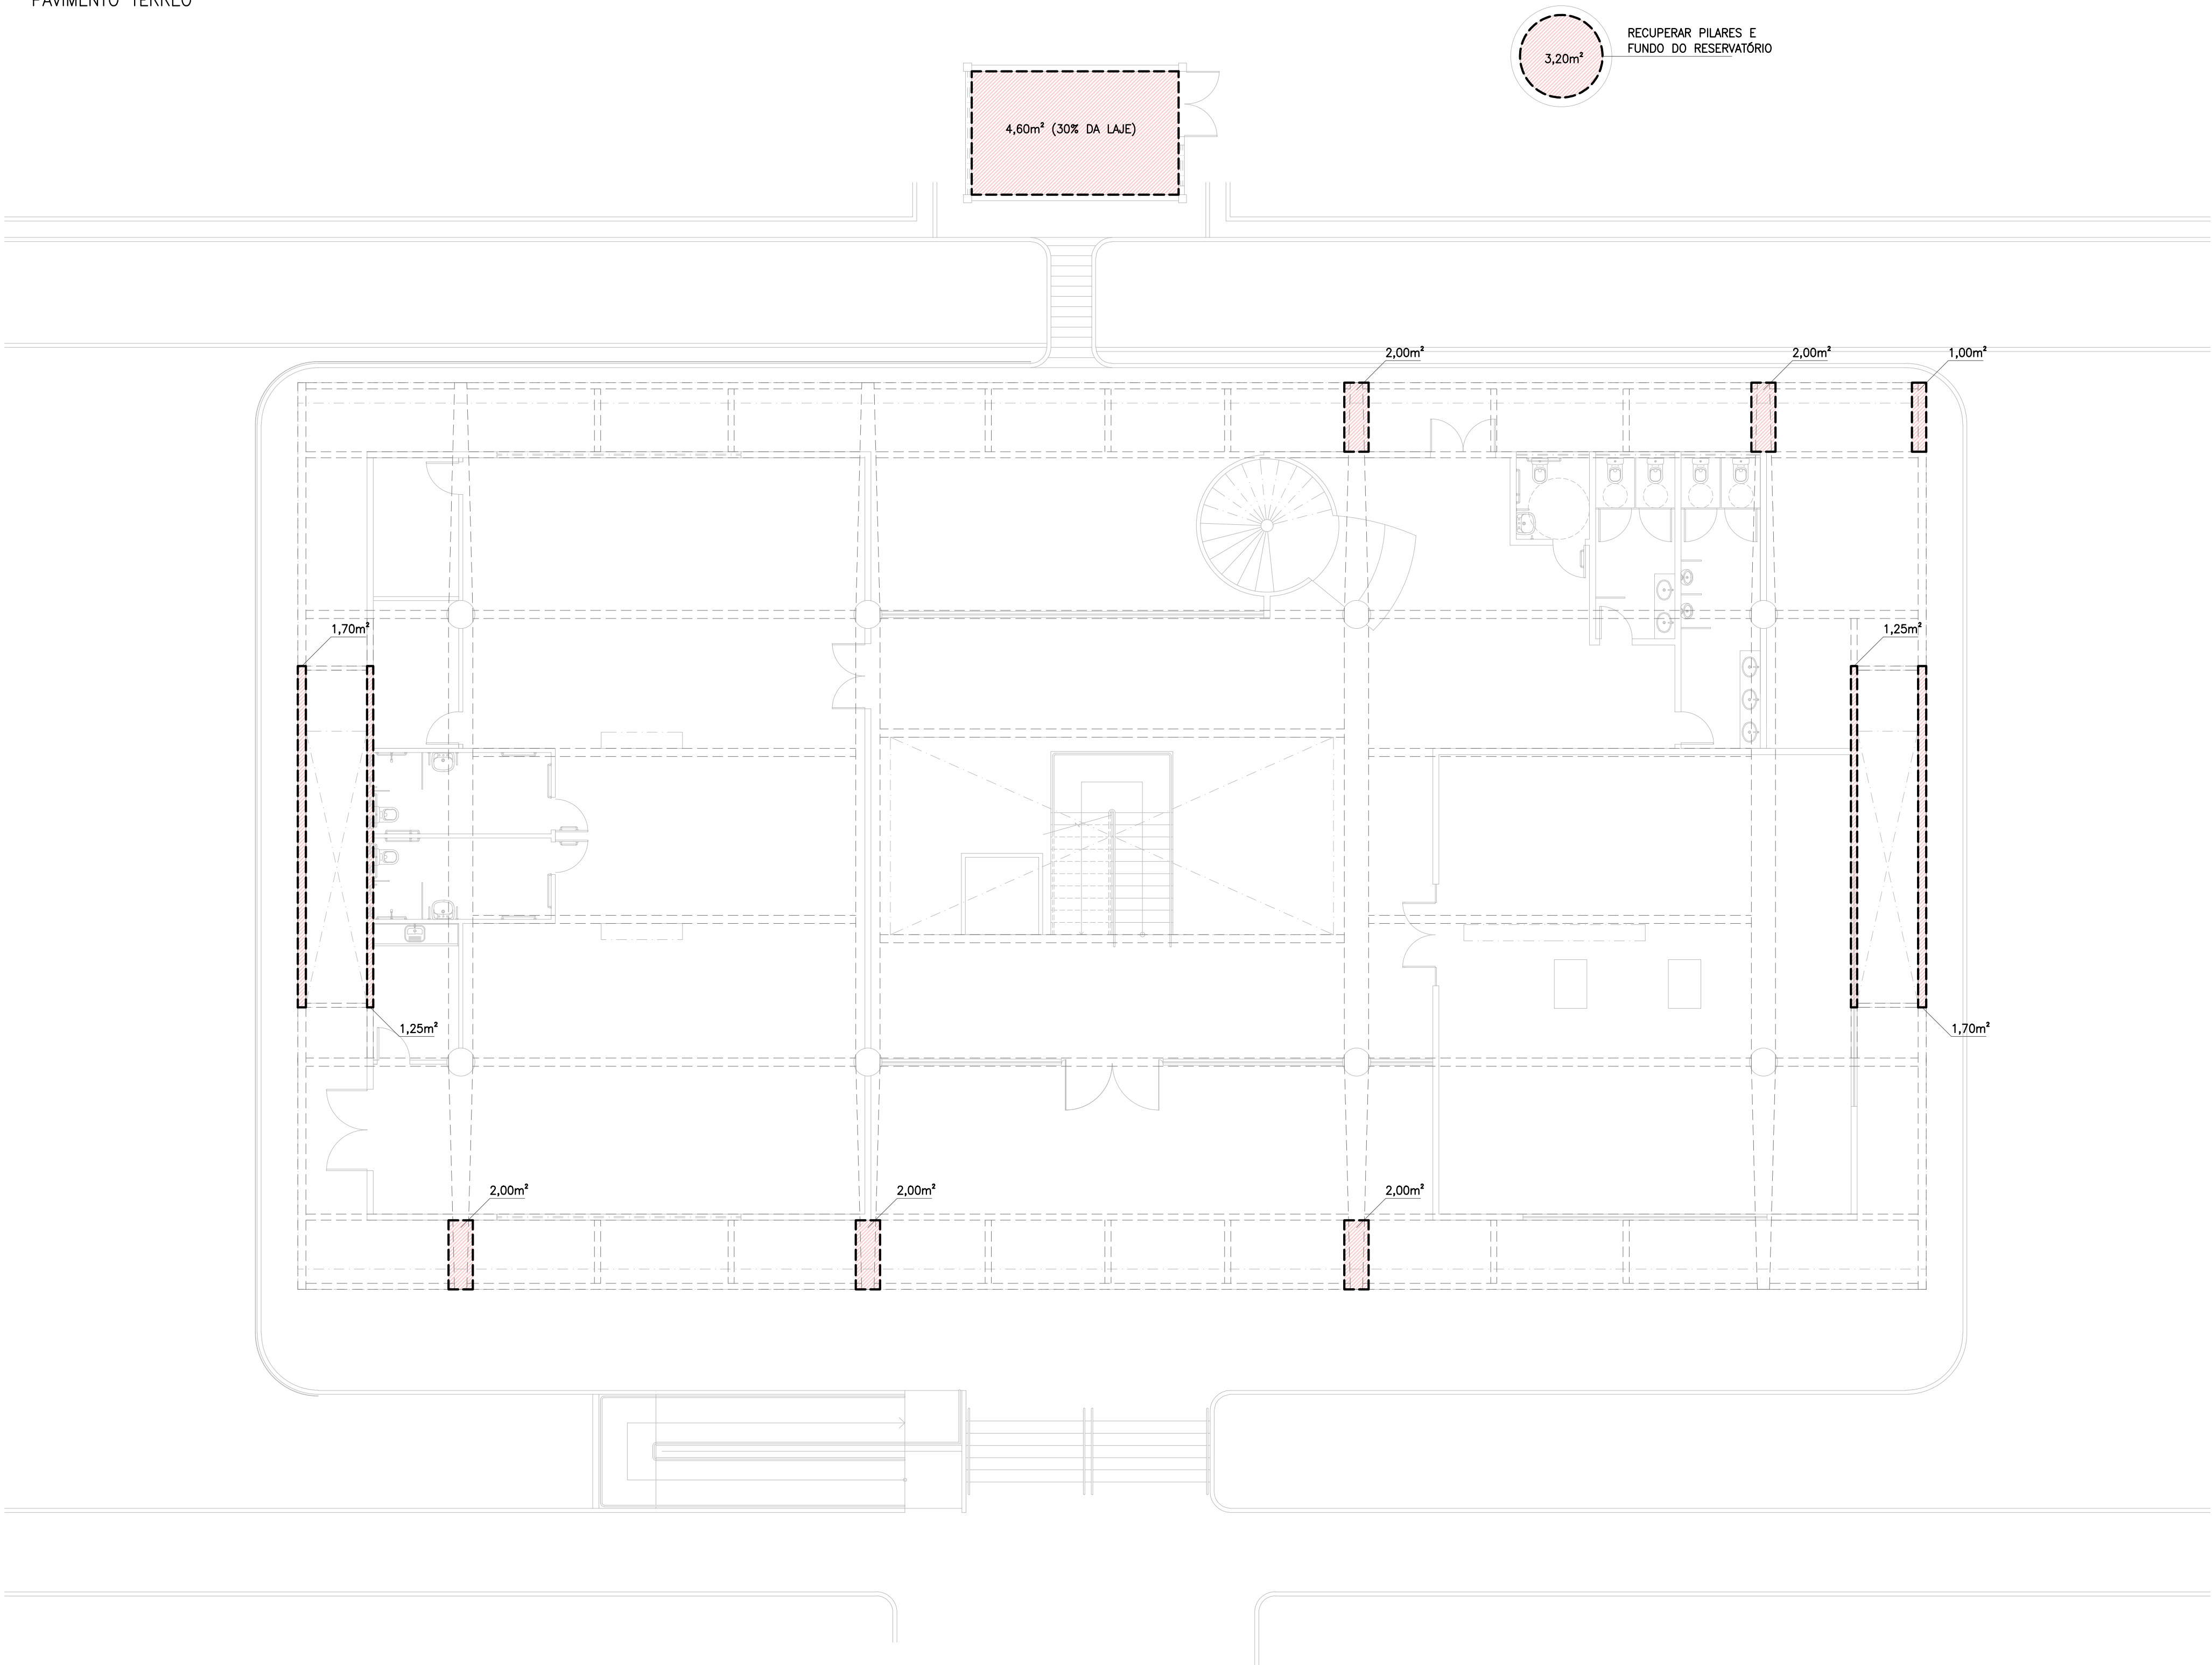 PAVIMENTO TÉRREO
RECUPERAR PILARES E
FUNDO DO RESERVATÓRIO
3,20m²
4,60m² (30% DA LAJE)
2,00m²
2,00m²
1,00m²
1,70m²
1,25m²
1,25m²
1,70m²
2,00m²
2,00m²
2,00m²